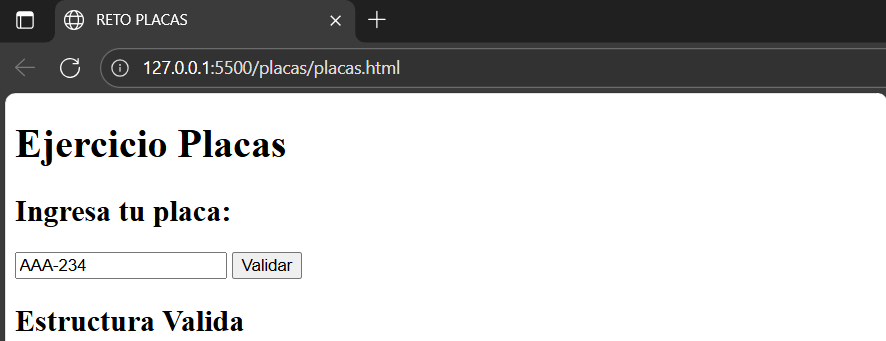 RETO PLACAS
127.0.0.1:5500/placas/placas.html
Ejercicio Placas
Ingresa tu placa:
AAA-234 Validar
Estructura Valida